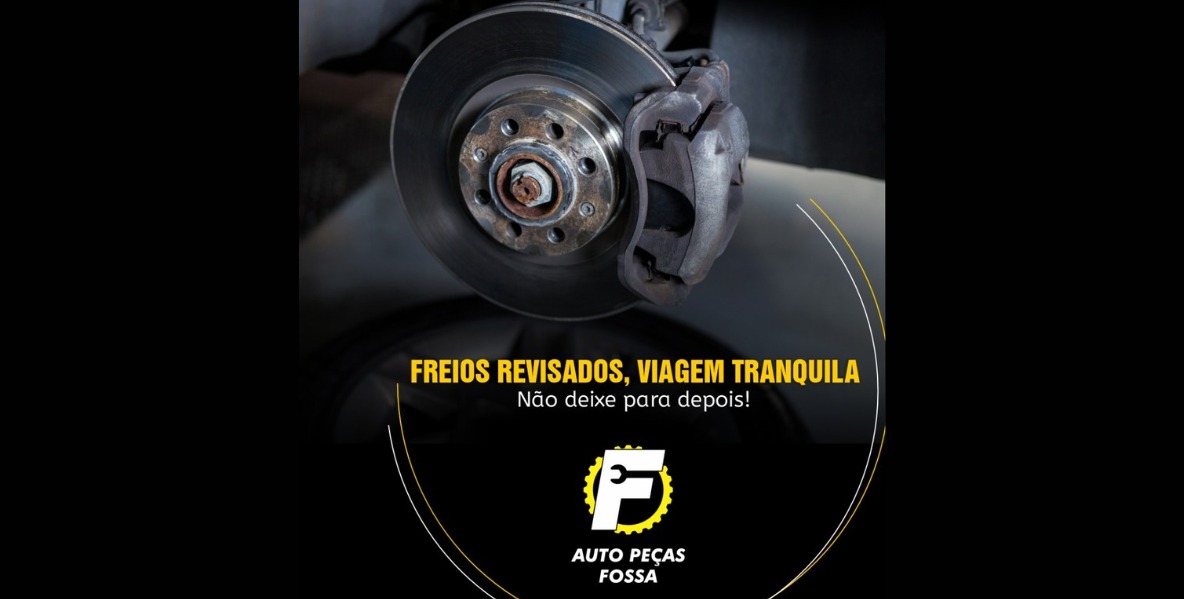 FREIOS REVISADOS, VIAGEM TRANQUILA
Não deixe para depois!
F
AUTO PEÇAS
FOSSA